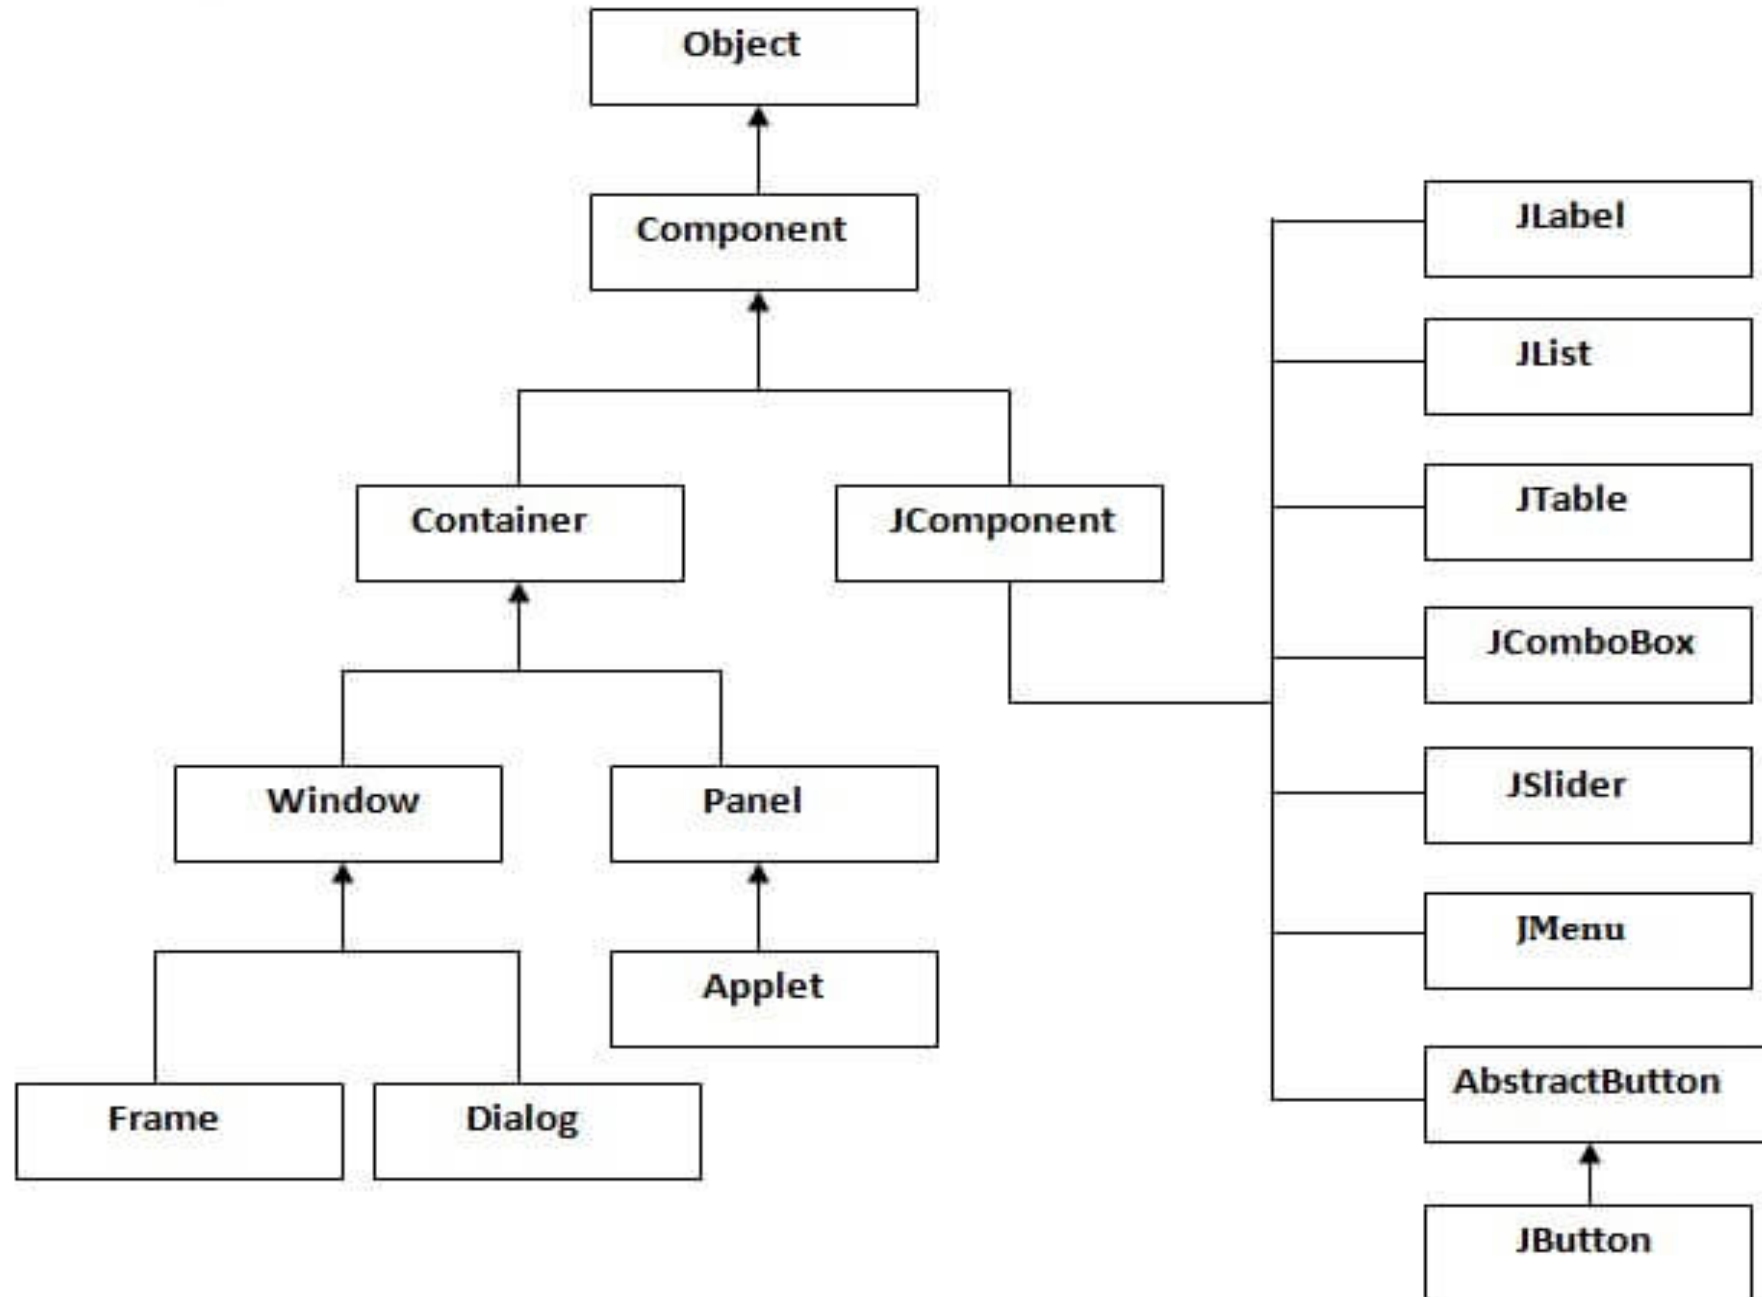 Object
Component
Container
JComponent
Window
Panel
Applet
Frame
Dialog
JLabel
JList
JTable
JComboBox
JSlider
JMenu
AbstractButton
JButton